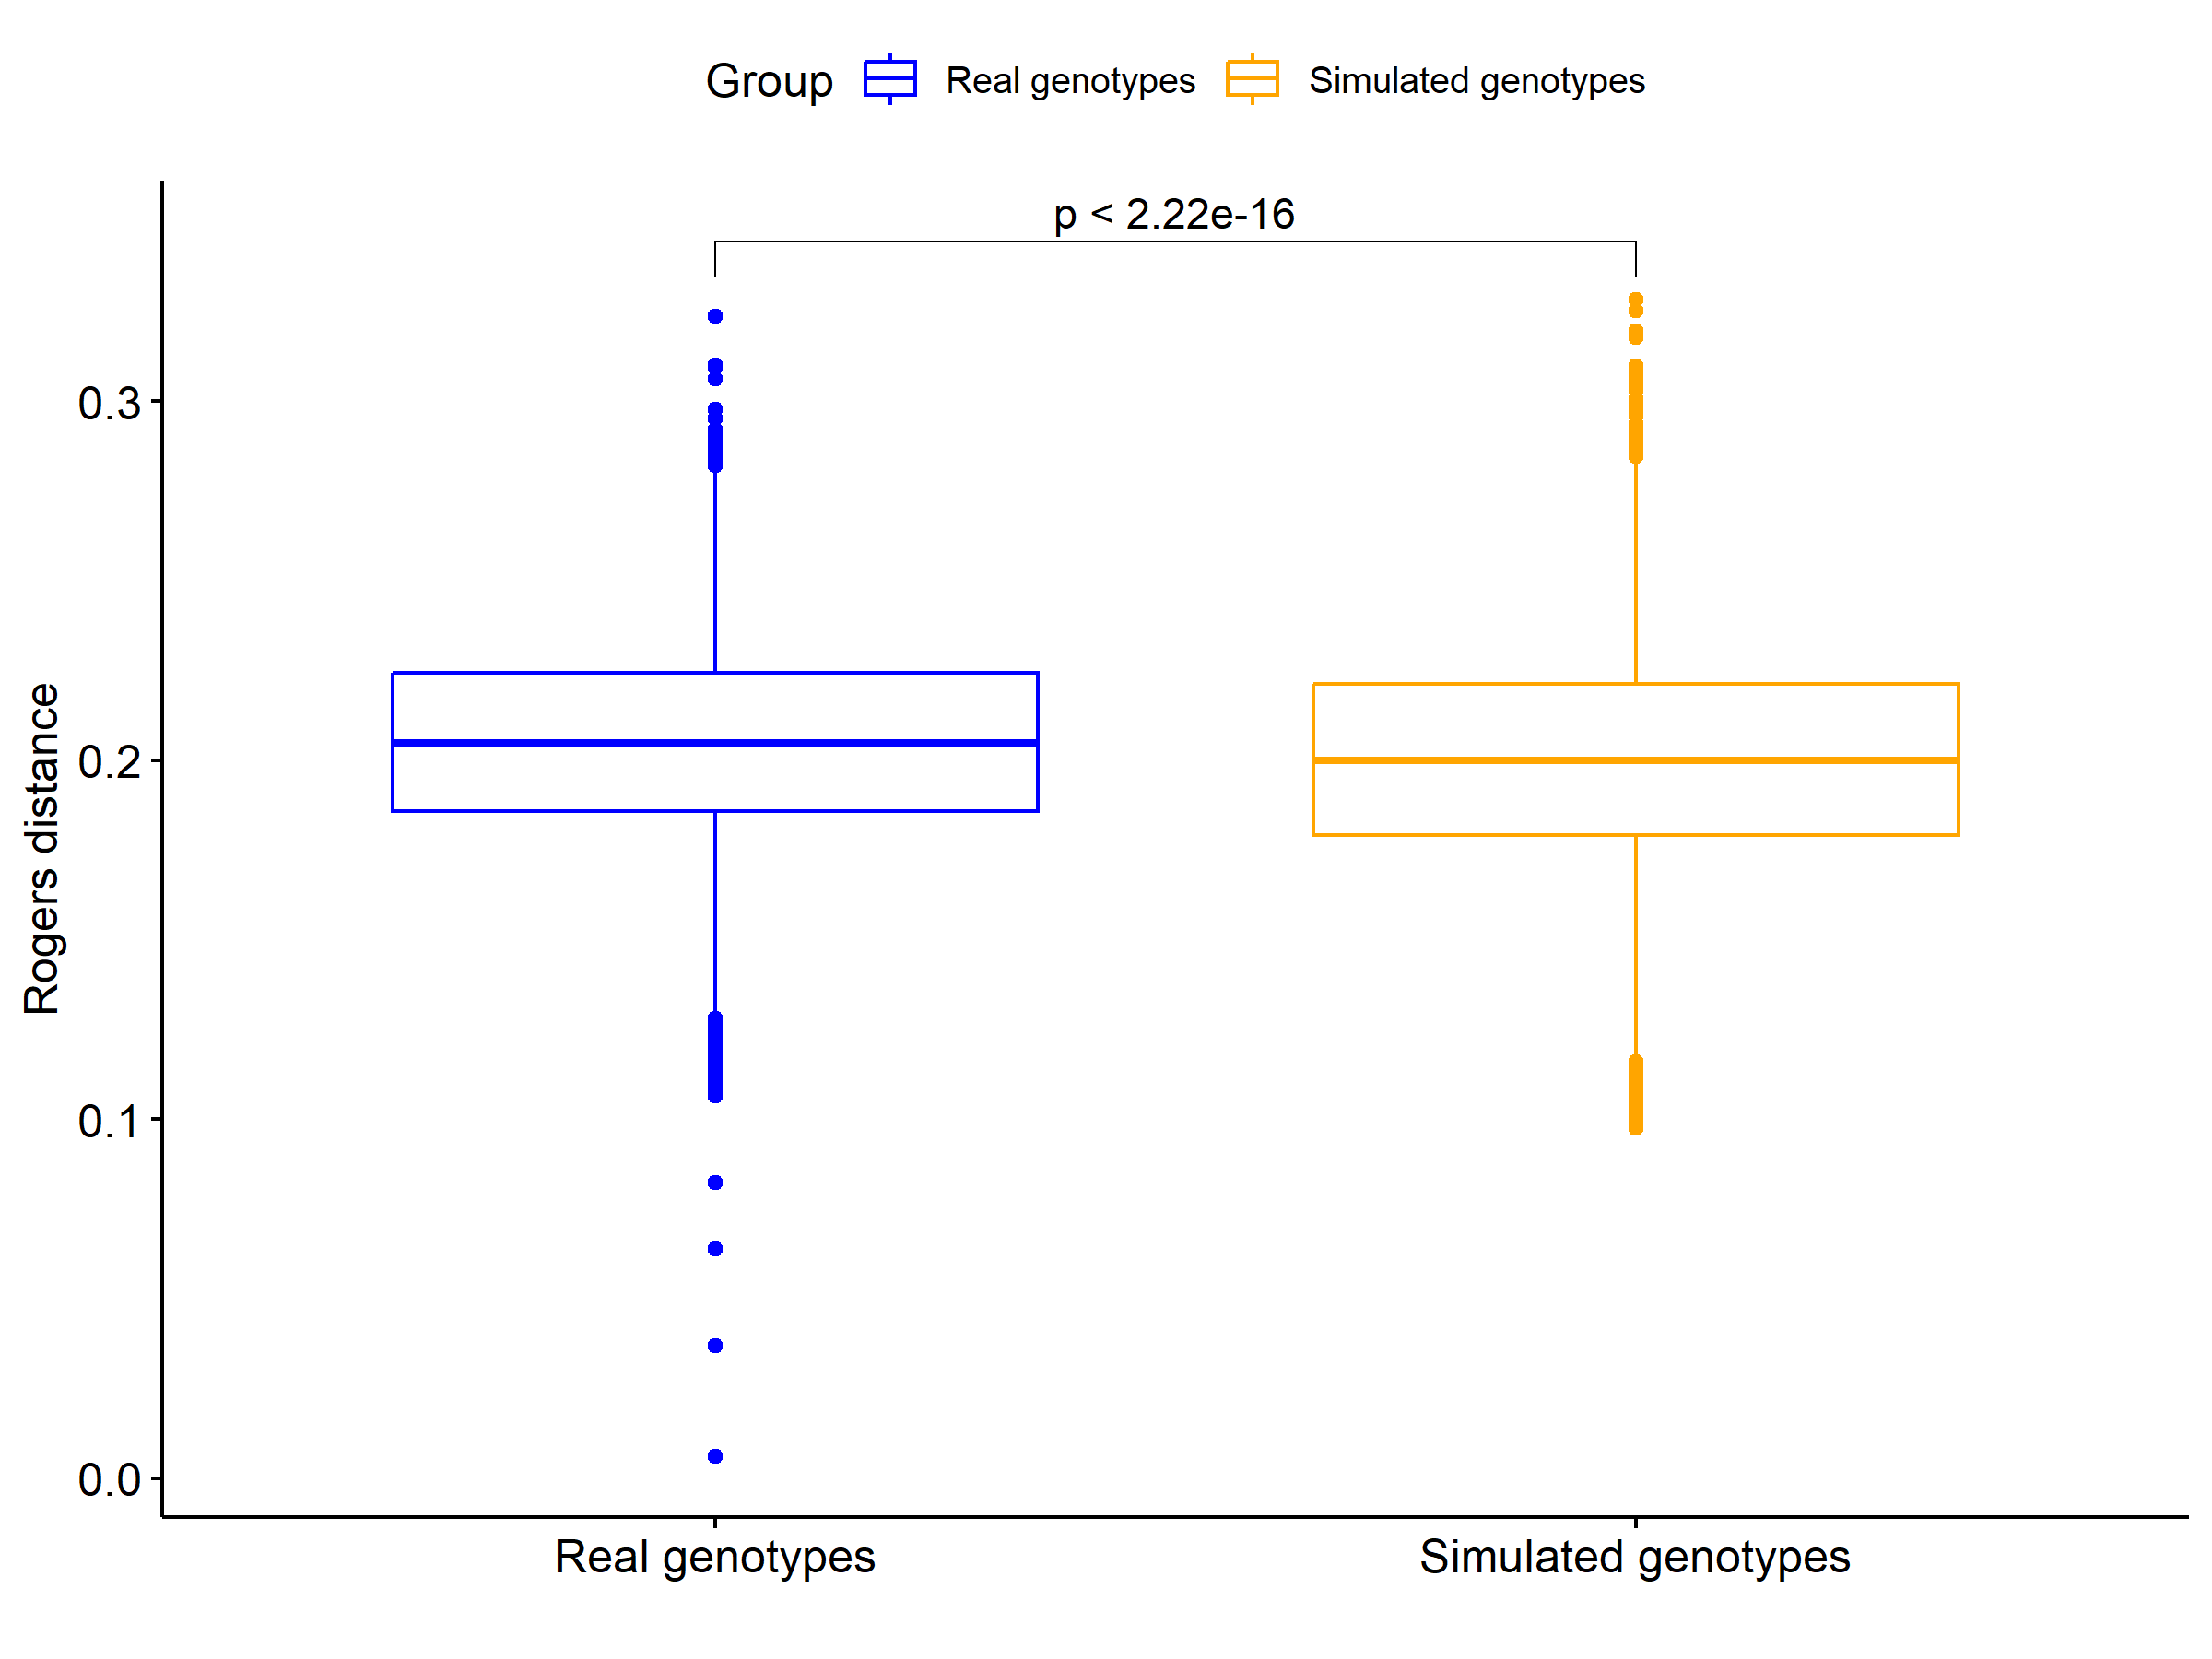 Group Real genotypes Simulated genotypes
p < 2.22e-16
0.3
0.2
0.1
0.0
Rogers distance
Real genotypes Simulated genotypes